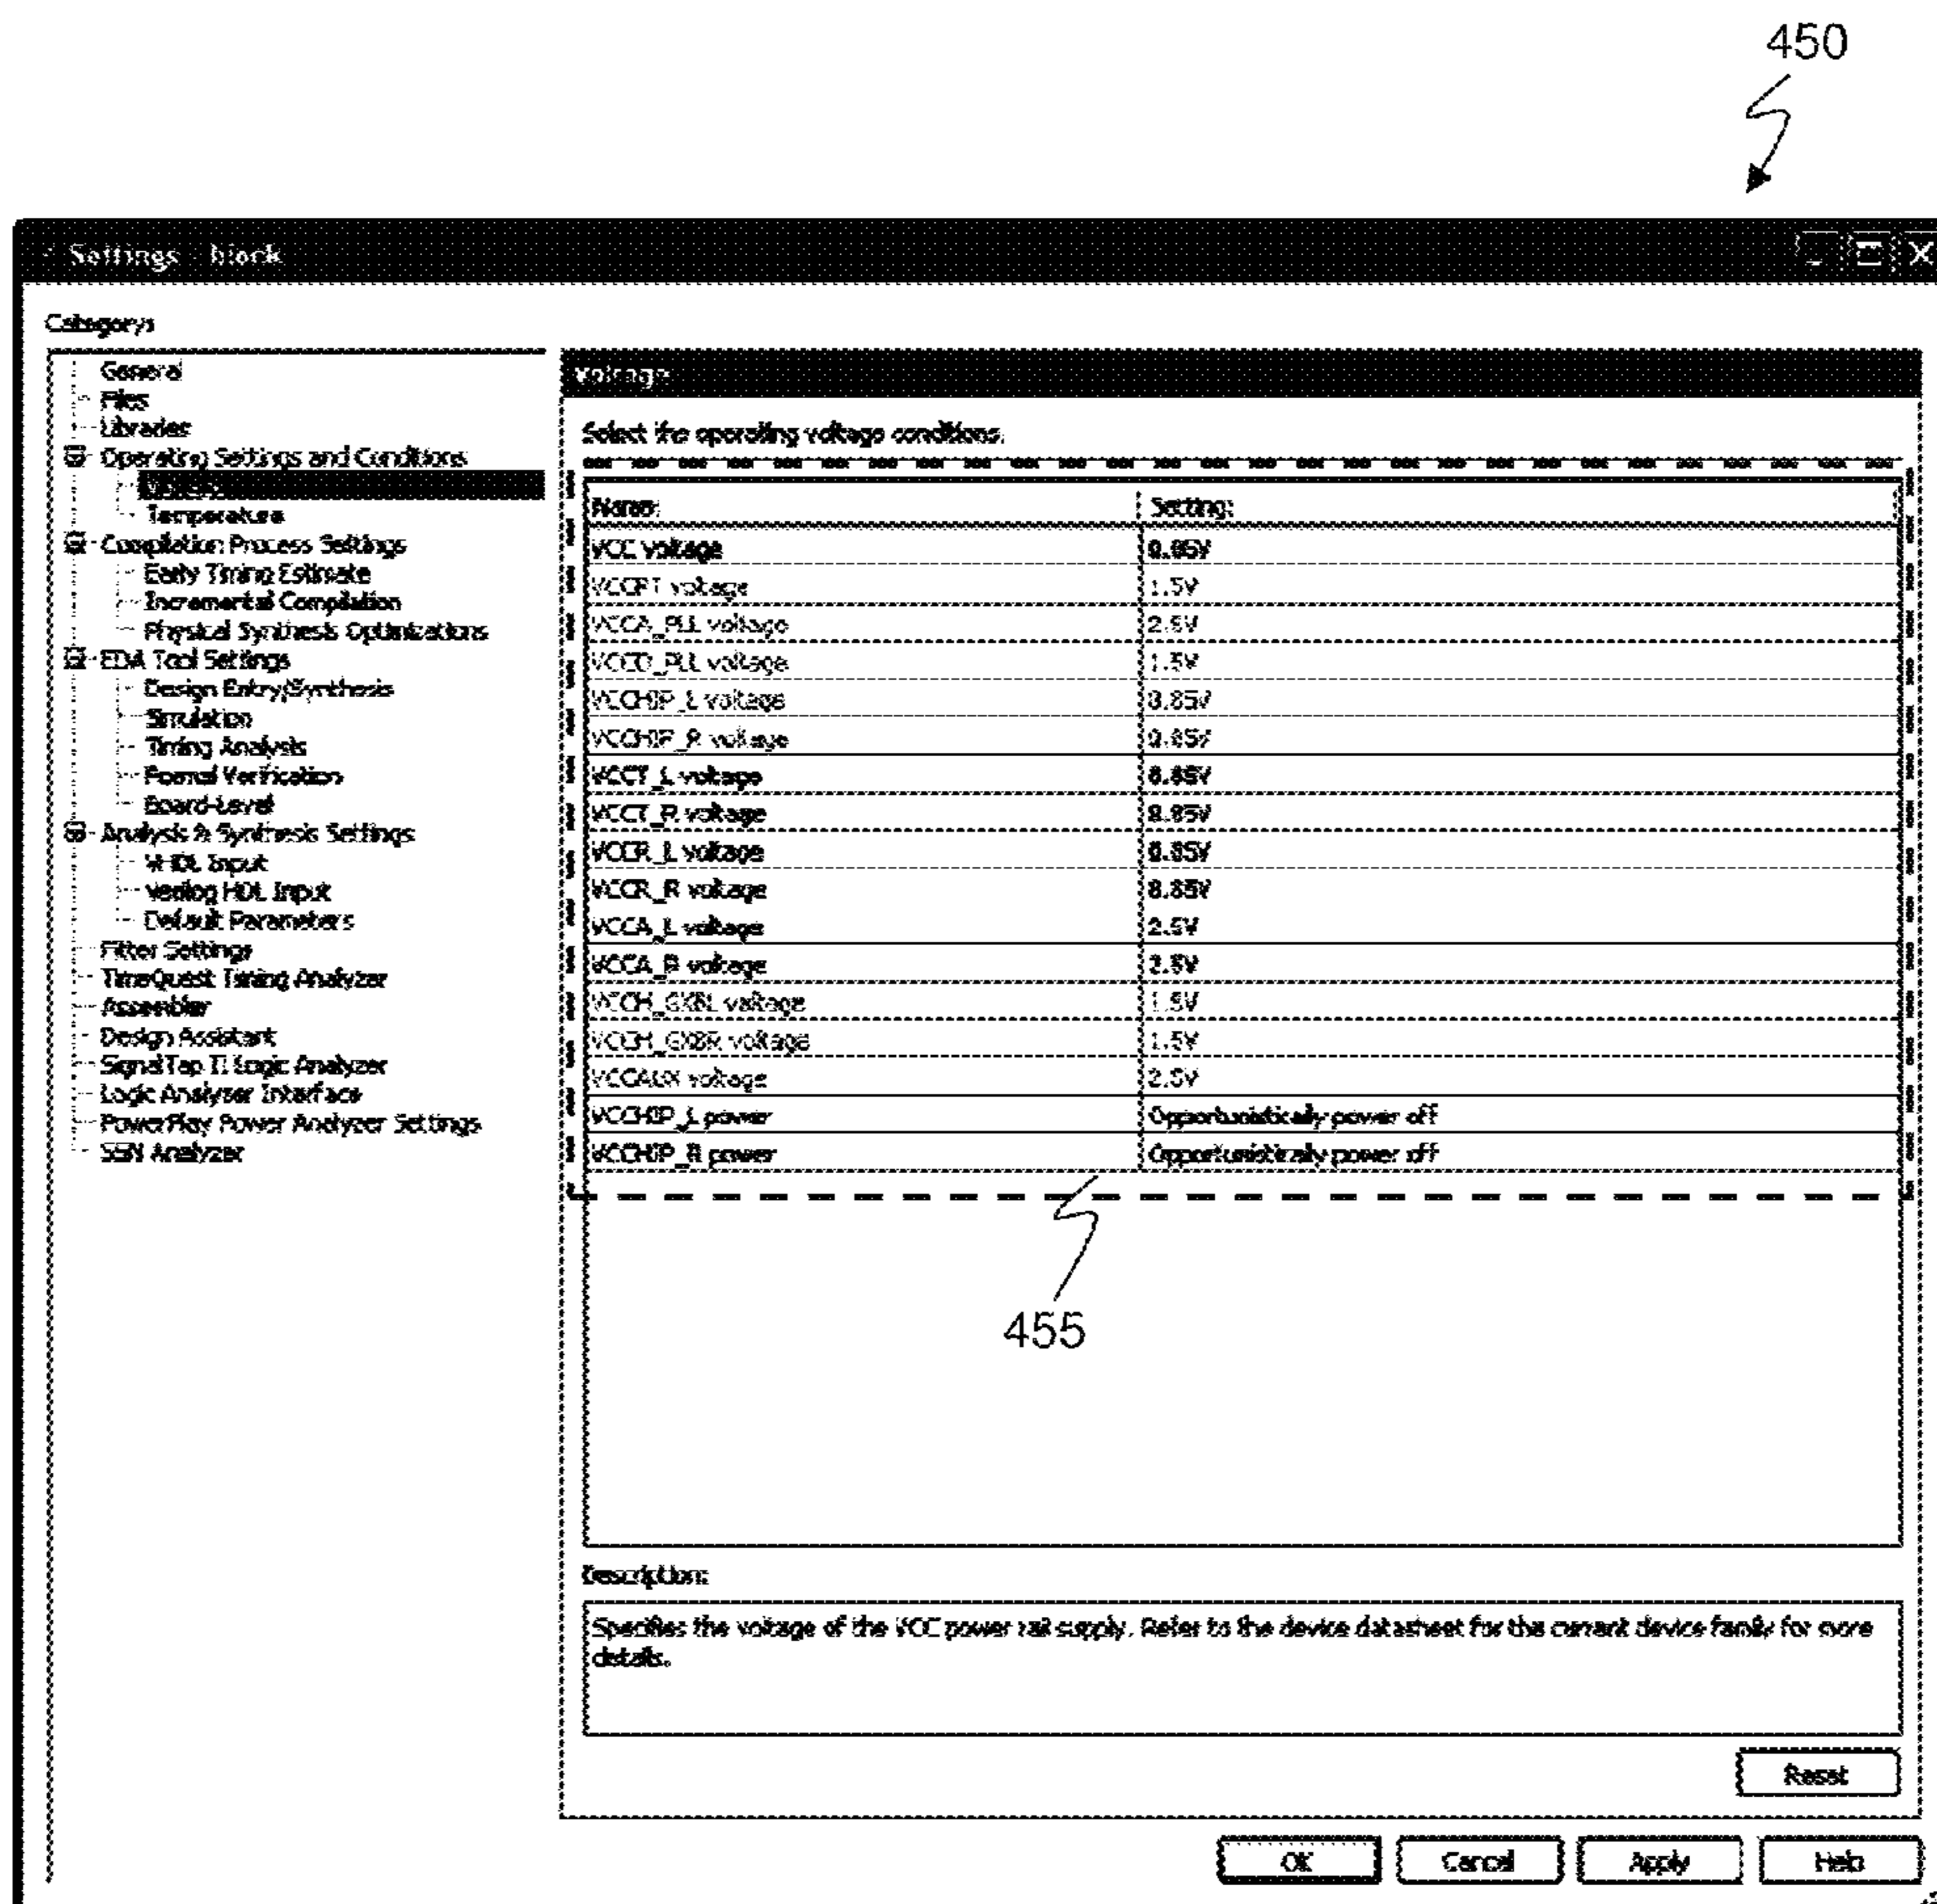 450
Settings - block
Category:
General
Files
Libraries
Operating Settings and Conditions
Temperature
Compilation Process Settings
Early Timing Estimate
Incremental Compilation
Physical Synthesis Optimizations
EDA Tool Settings
Design Entry/Synthesis
Simulation
Timing Analysis
Formal Verification
Board-Level
Analysis & Synthesis Settings
VHDL Input
Verilog HDL Input
Default Parameters
Fitter Settings
TimeQuest Timing Analyzer
Assembler
Design Assistant
SignalTap II Logic Analyzer
Logic Analyzer Interface
PowerPlay Power Analyzer Settings
SSN Analyzer
Voltage
Select the operating voltage conditions.
Name: Setting:
VCC voltage 0.85V
VCCPT voltage 1.5V
VCCA_PLL voltage 2.5V
VCCD_PLL voltage 1.5V
VCCHIP_L voltage 0.85V
VCCHIP_R voltage 0.85V
VCCT_L voltage 0.85V
VCCT_R voltage 0.85V
VCCR_L voltage 0.85V
VCCR_R voltage 0.85V
VCCA_L voltage 2.5V
VCCA_R voltage 2.5V
VCCH_GXBL voltage 1.5V
VCCH_GXBR voltage 1.5V
VCCAUX voltage 2.5V
VCCHIP_L power Opportunistically power off
VCCHIP_R power Opportunistically power off
455
Description:
Specifies the voltage of the VCC power rail supply. Refer to the device datasheet for the current device family for more
details.
Reset
OK Cancel Apply Help